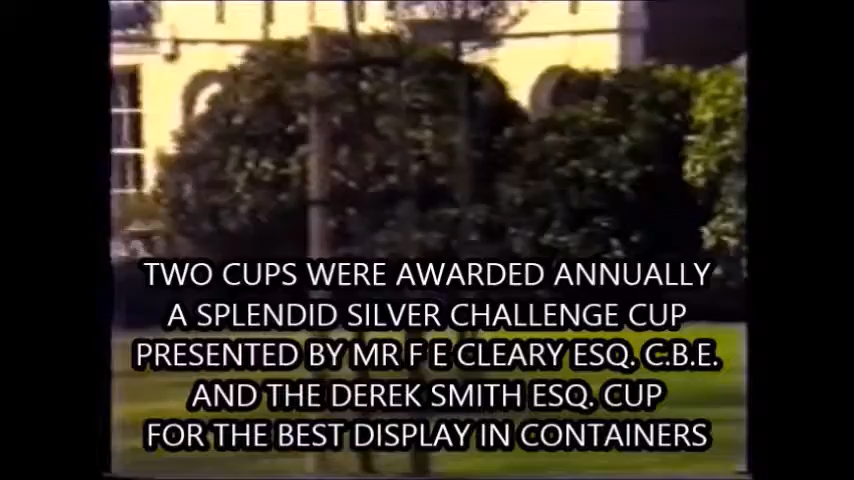 TWO CUPS WERE AWARDED ANNUALLY
A SPLENDID SILVER CHALLENGE CUP
PRESENTED BY MR F E CLEARY ESQ. C.B.E.
AND THE DEREK SMITH ESQ. CUP
FOR THE BEST DISPLAY IN CONTAINERS